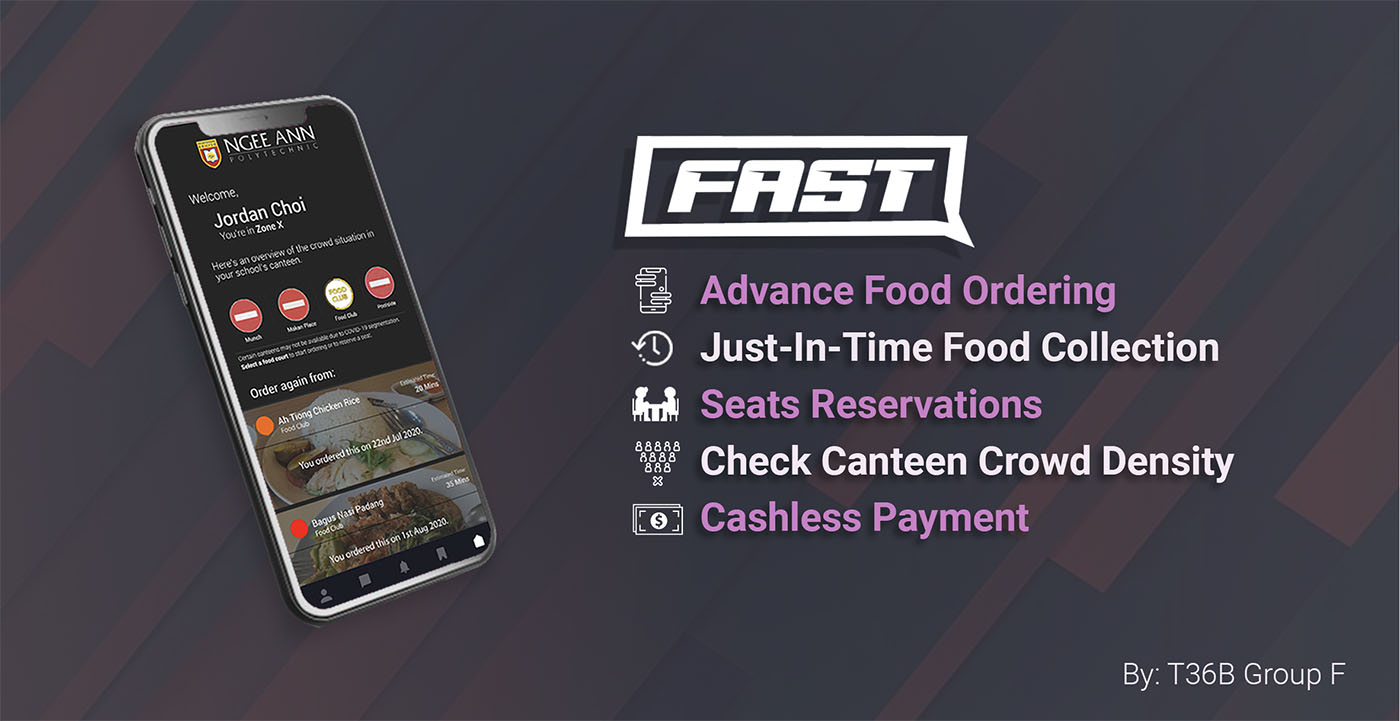 NGEE ANN
POLYTECHNIC
Welcome,
Jordan Choi
You're in Zone X
Here's an overview of the crowd situation in
your school's canteen.
FOOD
CLUB
Munch
Makan Place
Food Club
Poolside
Certain canteens may not be available due to COVID-19 segmentation.
Select a food court to start ordering or to reserve a seat.
Order again from:
Ah Tiong Chicken Rice
Food Club
Estimated Time:
20 Mins
You ordered this on 22nd Jul 2020.
Bagus Nasi Padang
Food Club
Estimated Time:
35 Mins
You ordered this on 1st Aug 2020.
FAST
Advance Food Ordering
Just-In-Time Food Collection
Seats Reservations
Check Canteen Crowd Density
Cashless Payment
By: T36B Group F